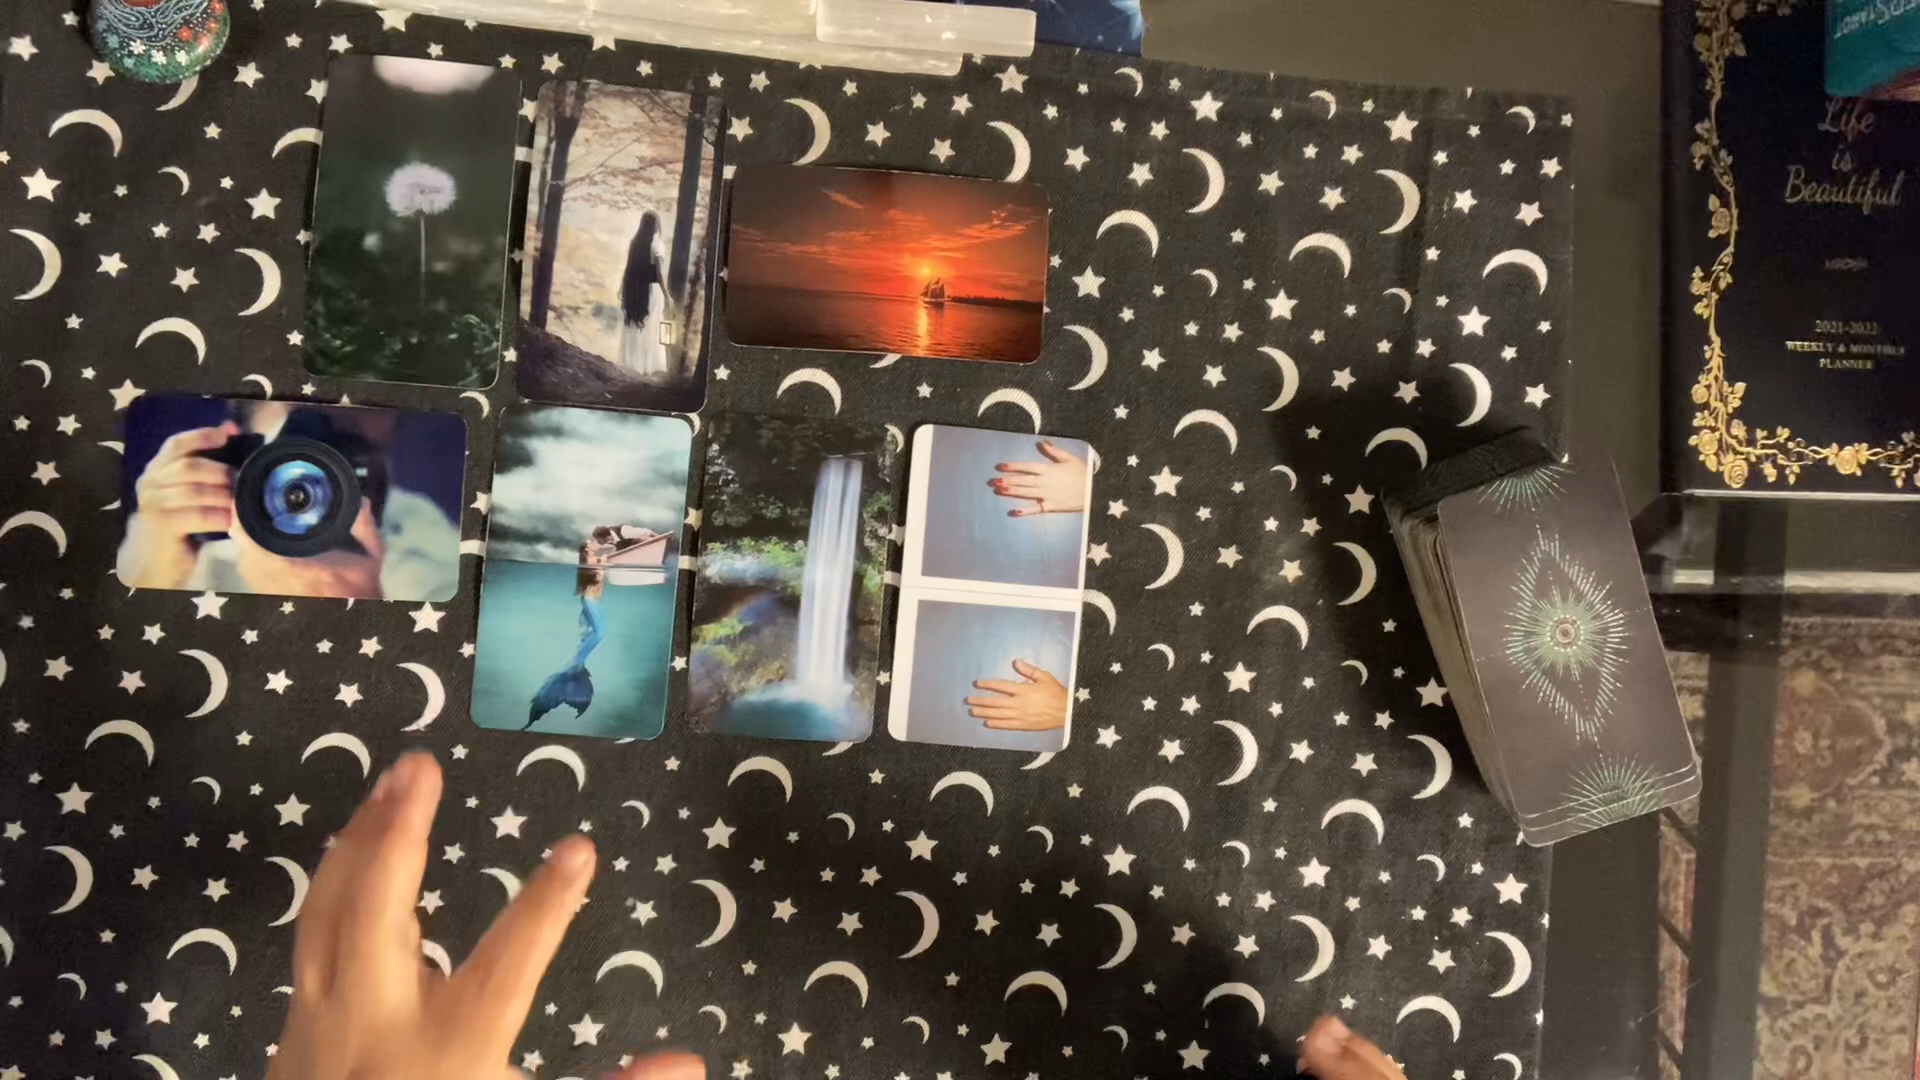 Life
is
Beautiful
2021-2022
WEEKLY & MONTHLY
PLANNER